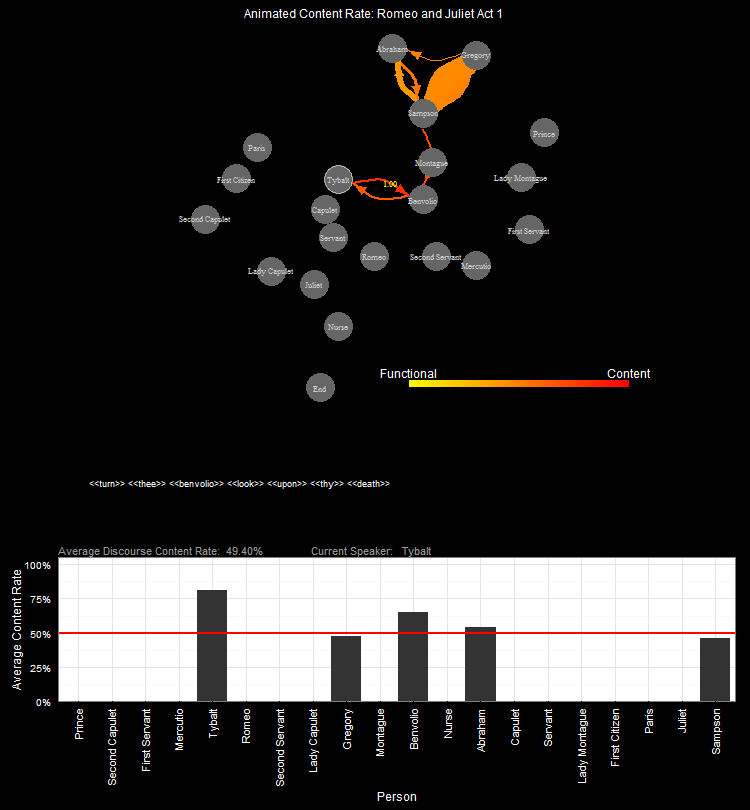 Animated Content Rate: Romeo and Juliet Act 1
Abraham
Gregory
Sampson
Prince
Paris
Montague
First Citizen
Tybalt
1.00
Lady Montague
Benvolio
Capulet
Second Capulet
First Servant
Servant
Romeo
Second Servant
Mercutio
Lady Capulet
Juliet
Nurse
End
Functional
Content
<<turn>> <<thee>> <<benvolio>> <<look>> <<upon>> <<thy>> <<death>>
Average Discourse Content Rate: 49.40%
Current Speaker: Tybalt
Average Content Rate
100%
75%
50%
25%
0%
Prince
Second Capulet
First Servant
Mercutio
Tybalt
Romeo
Second Servant
Lady Capulet
Gregory
Montague
Benvolio
Nurse
Abraham
Capulet
Servant
Lady Montague
First Citizen
Paris
Juliet
Sampson
Person